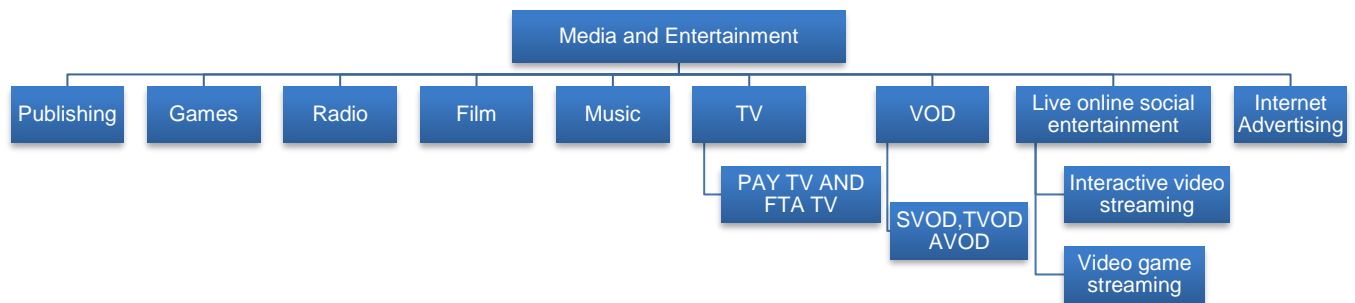 Media and Entertainment
Publishing
Games
Radio
Film
Music
TV
VOD
Live online social
entertainment
Internet
Advertising
PAY TV AND
FTA TV
SVOD,TVOD
AVOD
Interactive video
streaming
Video game
streaming